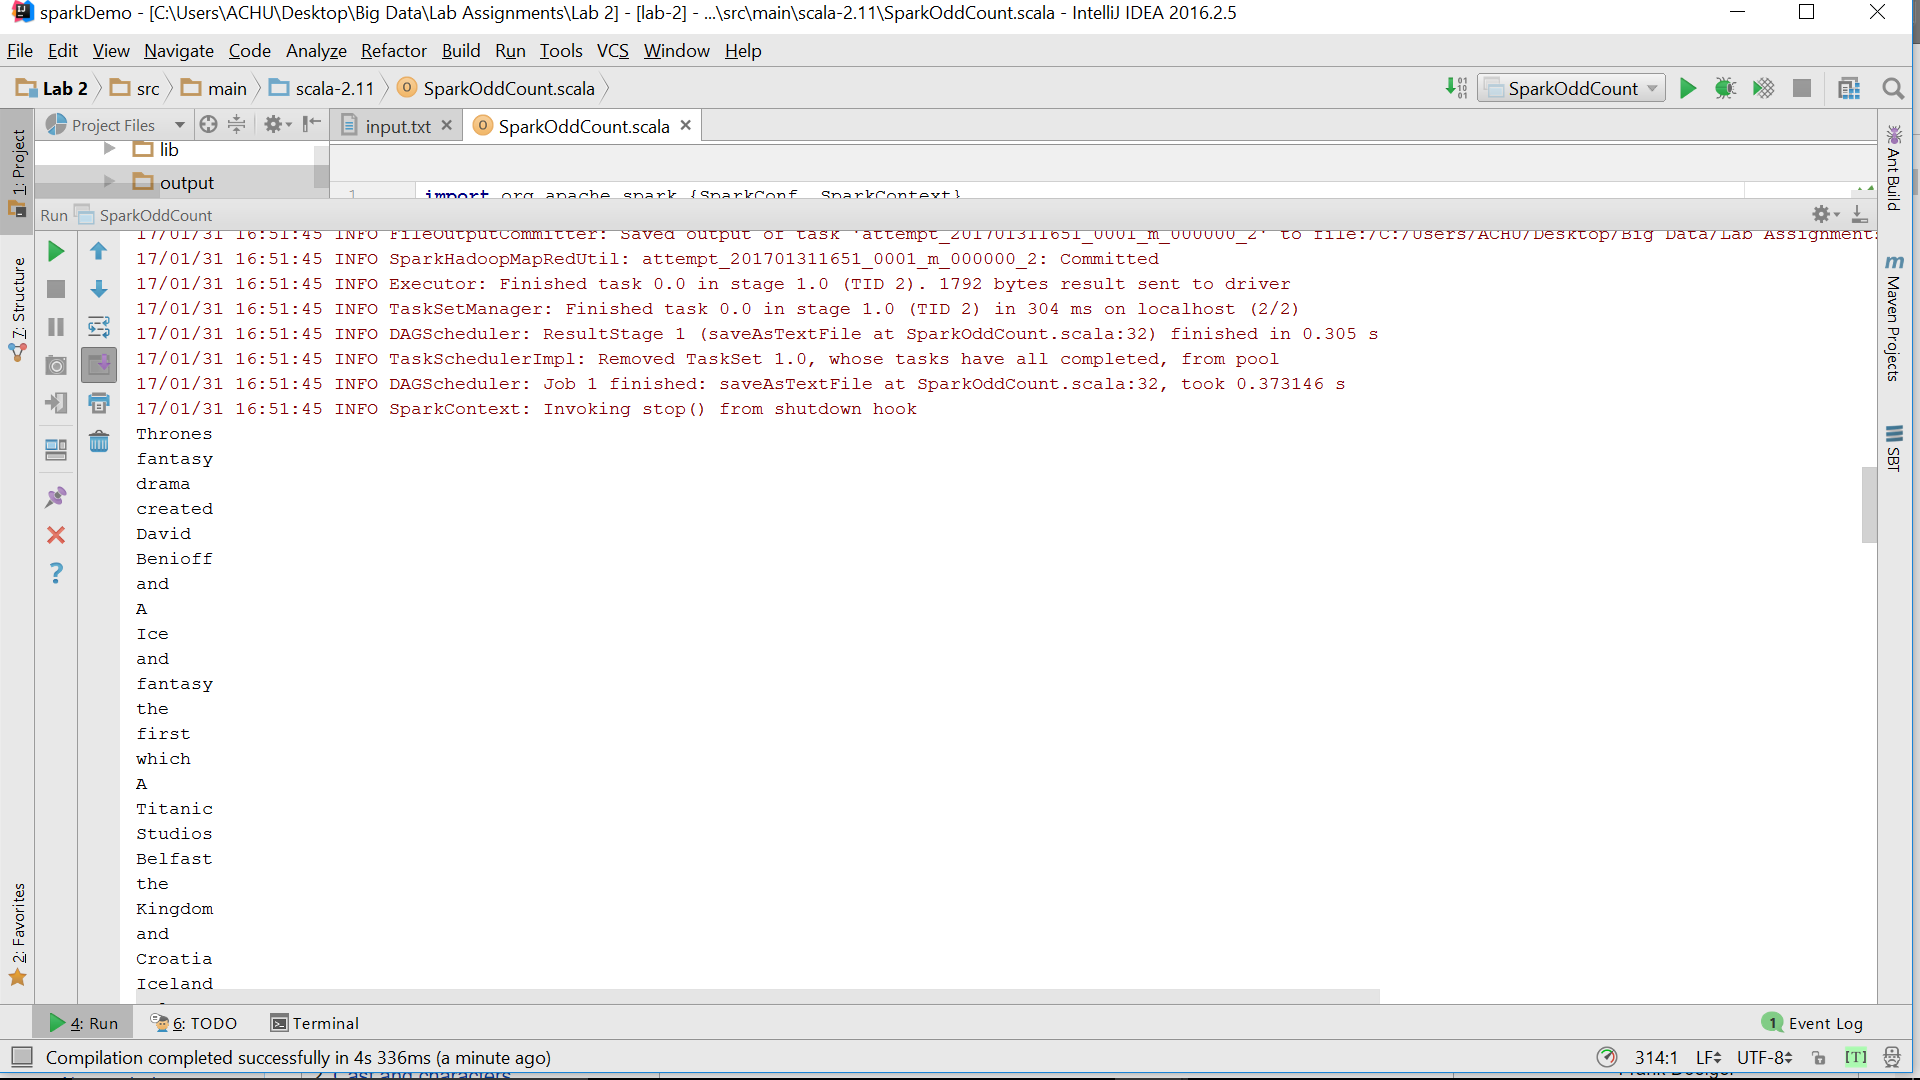 sparkDemo - [C:\Users\ACHU\Desktop\Big Data\Lab Assignments\Lab 2] - [lab-2] - ...\src\main\scala-2.11\SparkOddCount.scala - IntelliJ IDEA 2016.2.5
File Edit View Navigate Code Analyze Refactor Build Run Tools VCS Window Help
Lab 2 src main scala-2.11 SparkOddCount.scala SparkOddCount
Project Files input.txt SparkOddCount.scala
lib
output
1 import org.apache.spark.{SparkConf, SparkContext}
Run SparkOddCount
17/01/31 16:51:45 INFO FileOutputCommitter: Saved output of task 'attempt_201701311651_0001_m_000000_2' to file:/C:/Users/ACHU/Desktop/Big Data/Lab Assignments
17/01/31 16:51:45 INFO SparkHadoopMapRedUtil: attempt_201701311651_0001_m_000000_2: Committed
17/01/31 16:51:45 INFO Executor: Finished task 0.0 in stage 1.0 (TID 2). 1792 bytes result sent to driver
17/01/31 16:51:45 INFO TaskSetManager: Finished task 0.0 in stage 1.0 (TID 2) in 304 ms on localhost (2/2)
17/01/31 16:51:45 INFO DAGScheduler: ResultStage 1 (saveAsTextFile at SparkOddCount.scala:32) finished in 0.305 s
17/01/31 16:51:45 INFO TaskSchedulerImpl: Removed TaskSet 1.0, whose tasks have all completed, from pool
17/01/31 16:51:45 INFO DAGScheduler: Job 1 finished: saveAsTextFile at SparkOddCount.scala:32, took 0.373146 s
17/01/31 16:51:45 INFO SparkContext: Invoking stop() from shutdown hook
Thrones
fantasy
drama
created
David
Benioff
and
A
Ice
and
fantasy
the
first
which
A
Titanic
Studios
Belfast
the
Kingdom
and
Croatia
Iceland
1: Project
7: Structure
2: Favorites
Ant Build
Maven Projects
SBT
4: Run 6: TODO Terminal 1 Event Log
Compilation completed successfully in 4s 336ms (a minute ago) 314:1 LF UTF-8 [T]